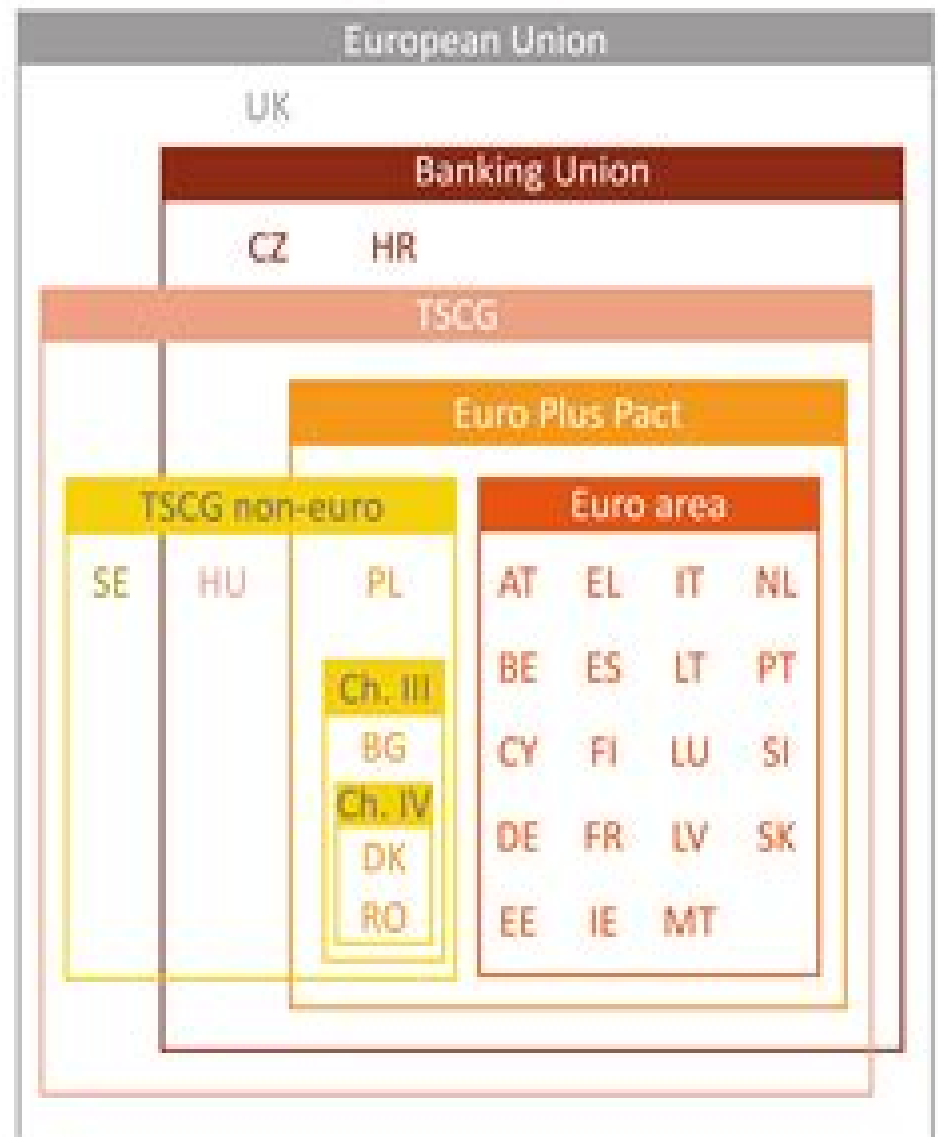 European Union
UK
Banking Union
CZ HR
TSCG
Euro Plus Pact
TSCG non-euro Euro area
SE HU PL AT EL IT NL
BE ES LT PT
Ch. III
BG CY FI LU SI
Ch. IV
DK DE FR LV SK
RO EE IE MT